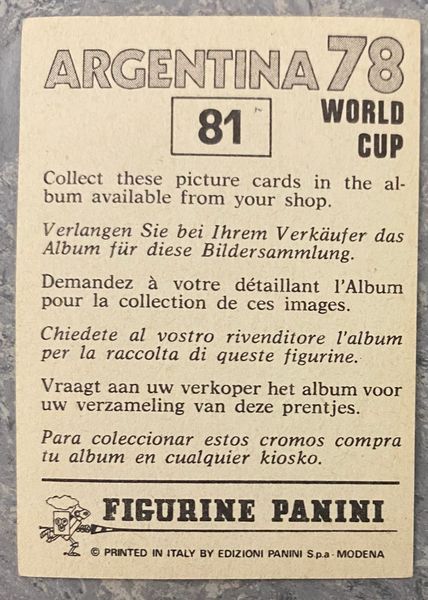 ARGENTINA 78
81
WORLD
CUP
Collect these picture cards in the al-
bum available from your shop.
Verlangen Sie bei Ihrem Verkäufer das
Album für diese Bildersammlung.
Demandez à votre détaillant l'Album
pour la collection de ces images.
Chiedete al vostro rivenditore l'album
per la raccolta di queste figurine.
Vraagt aan uw verkoper het album voor
uw verzameling van deze prentjes.
Para coleccionar estos cromos compra
tu album en cualquier kiosko.
FIGURINE PANINI
© PRINTED IN ITALY BY EDIZIONI PANINI S.p.a - MODENA